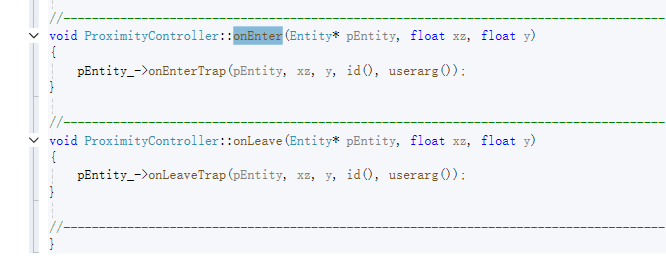 //--------------------------------------------------------------------------------
void ProximityController::onEnter(Entity* pEntity, float xz, float y)
{
    pEntity_->onEnterTrap(pEntity, xz, y, id(), userarg());
}
//--------------------------------------------------------------------------------
void ProximityController::onLeave(Entity* pEntity, float xz, float y)
{
    pEntity_->onLeaveTrap(pEntity, xz, y, id(), userarg());
}
//--------------------------------------------------------------------------------
}